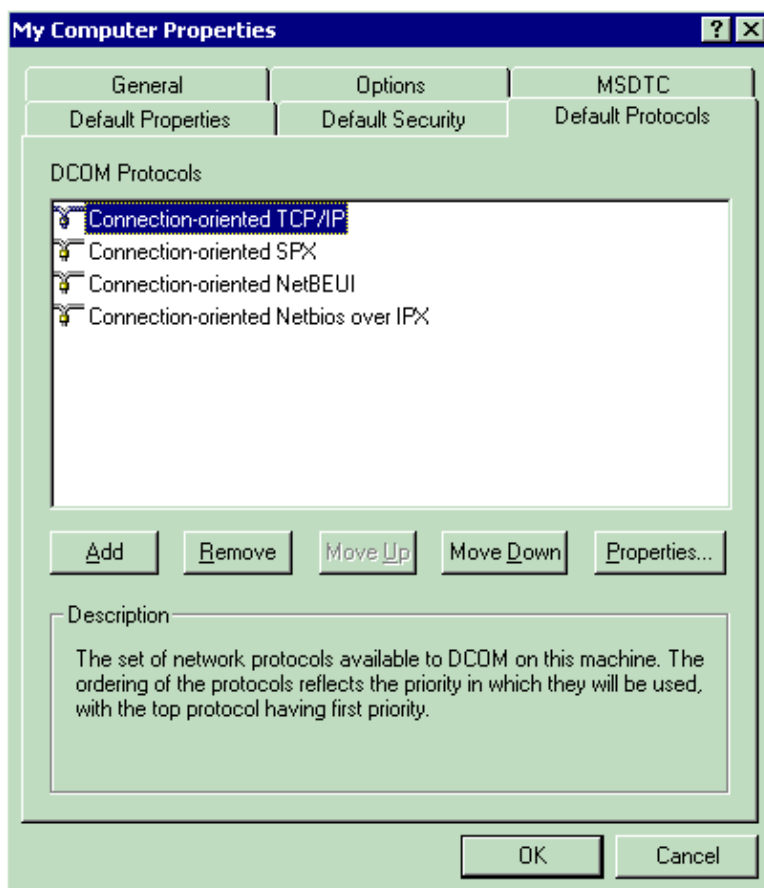 My Computer Properties
General Options MSDTC
Default Properties Default Security Default Protocols
DCOM Protocols
Connection-oriented TCP/IP
Connection-oriented SPX
Connection-oriented NetBEUI
Connection-oriented Netbios over IPX
Add Remove Move Up Move Down Properties...
Description
The set of network protocols available to DCOM on this machine. The
ordering of the protocols reflects the priority in which they will be used,
with the top protocol having first priority.
OK Cancel